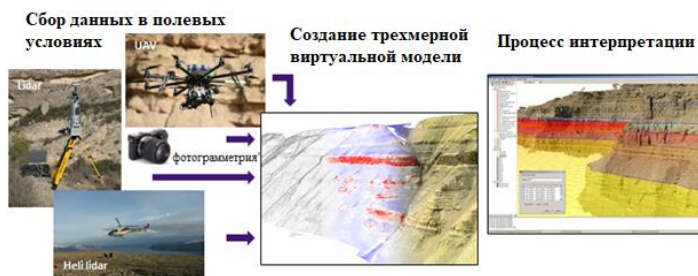 Сбор данных в полевых
условиях
UAV
Lidar
фотограмметрия
Heli lidar
Создание трехмерной
виртуальной модели
Процесс интерпретации